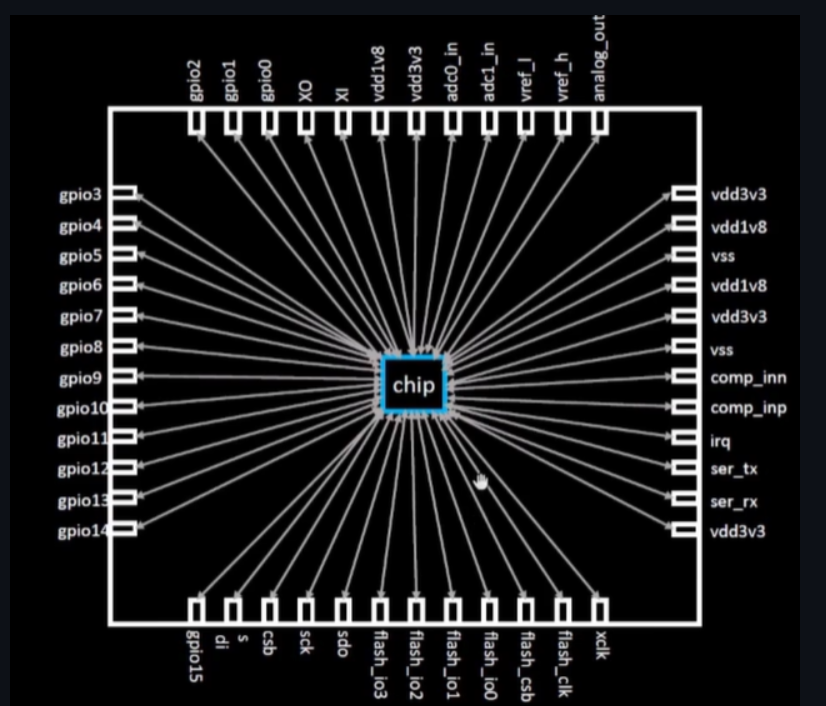 gpio2
gpio1
gpio0
XO
XI
vdd1v8
vdd3v3
adc0_in
adc1_in
vref_l
vref_h
analog_out
gpio3
gpio4
gpio5
gpio6
gpio7
gpio8
gpio9
gpio10
gpio11
gpio12
gpio13
gpio14
chip
vdd3v3
vdd1v8
vss
vdd1v8
vdd3v3
vss
comp_inn
comp_inp
irq
ser_tx
ser_rx
vdd3v3
gpio15
s
di
csb
sck
sdo
flash_io3
flash_io2
flash_io1
flash_io0
flash_csb
flash_clk
xclk